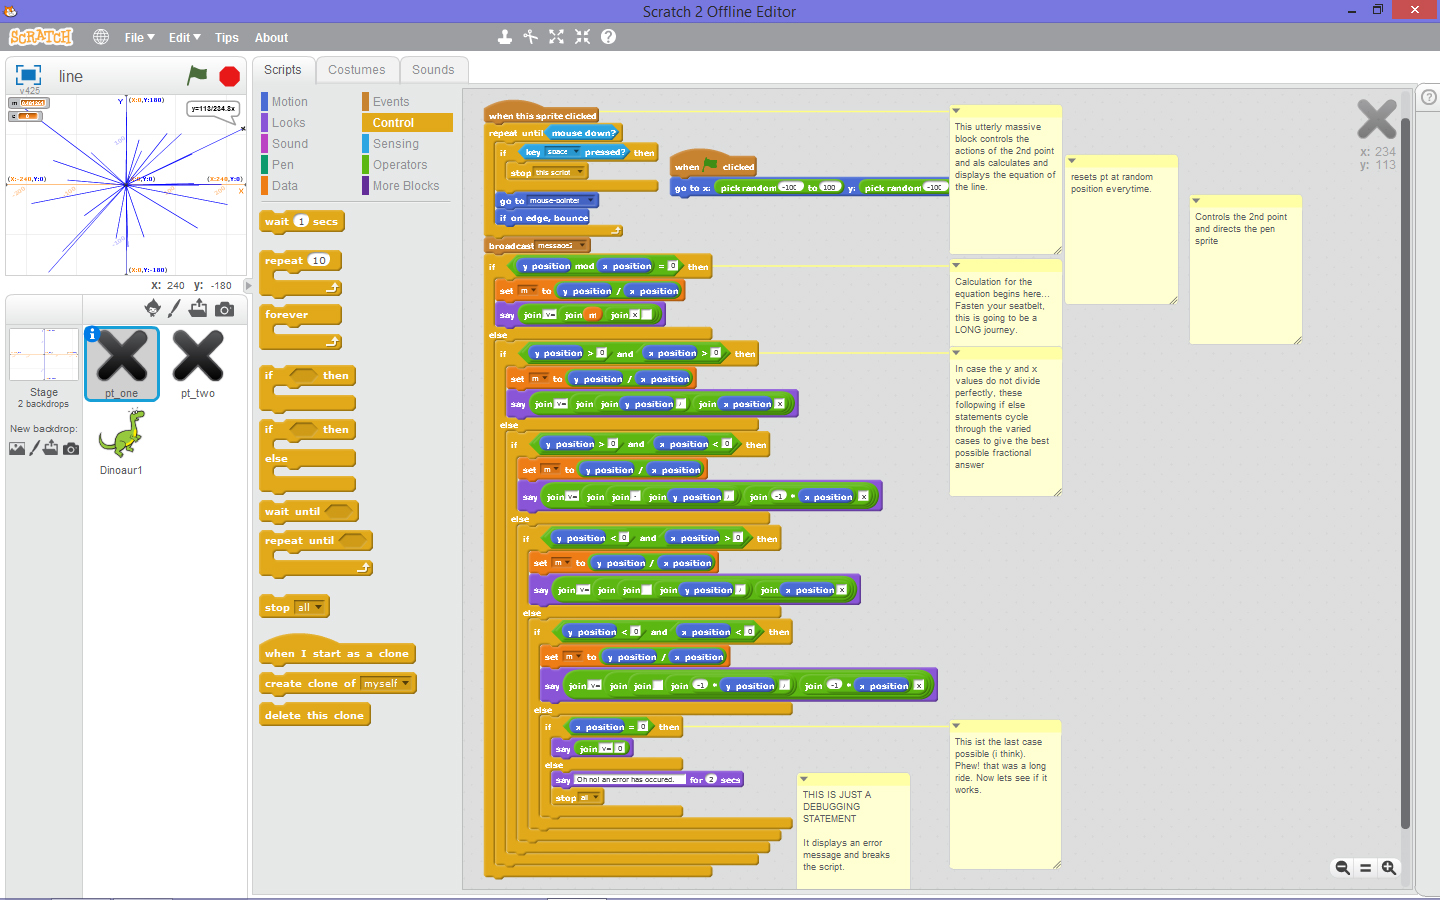 Scratch 2 Offline Editor
SCRATCH
File
Edit
Tips
About
line
v425
Scripts
Costumes
Sounds
m
c 0
Y
(X:0,Y:180)
y=113/234.8x
(X:-240,Y:0)
(X:240,Y:0)
X
(X:0,Y:-180)
x: 240 y: -180
Stage
2 backdrops
New backdrop:
pt_one
pt_two
Dinoaur1
Motion
Looks
Sound
Pen
Data
Events
Control
Sensing
Operators
More Blocks
wait 1 secs
repeat 10
forever
if then
if then
else
wait until
repeat until
stop all
when I start as a clone
create clone of myself
delete this clone
when this sprite clicked
repeat until mouse down?
if key space pressed? then
stop this script
go to mouse-pointer
if on edge, bounce
broadcast message2
when clicked
go to x: pick random -100 to 100 y: pick random -100
if y position mod x position = 0 then
set m to y position / x position
say join y= join m join x
else
if y position > 0 and x position > 0 then
set m to y position / x position
say join y= join join y position / join x position x
else
if y position > 0 and x position < 0 then
set m to y position / x position
say join y= join join - join y position / join -1 * x position x
else
if y position < 0 and x position > 0 then
set m to y position / x position
say join y= join join join y position / join x position x
else
if y position < 0 and x position < 0 then
set m to y position / x position
say join y= join join join -1 * y position / join -1 * x position x
else
if x position = 0 then
say join y= 0
else
say Oh no! an error has occured. for 2 secs
stop all
This utterly massive
block controls the
actions of the 2nd point
and als calculates and
displays the equation of
the line.
resets pt at random
position everytime.
Controls the 2nd point
and directs the pen
sprite
Calculation for the
equation begins here...
Fasten your seatbelt,
this is going to be a
LONG journey.
In case the y and x
values do not divide
perfectly, these
followpving if else
statements cycle
through the varied
cases to give the best
possible fractional
answer
This ist the last case
possible (i think).
Phew! that was a long
ride. Now lets see if it
works.
THIS IS JUST A
DEBUGGING
STATEMENT
It displays an error
message and breaks
the script.
x: 234
y: 113